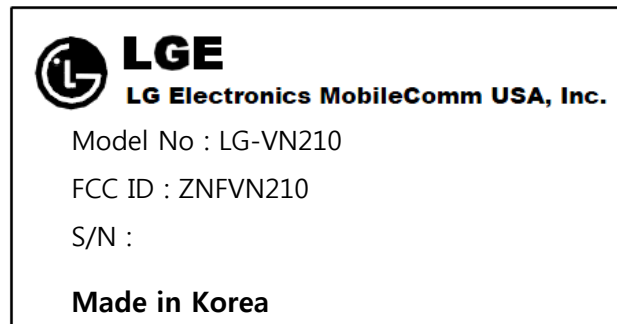 LGE
LG Electronics MobileComm USA, Inc.
Model No : LG-VN210
FCC ID : ZNFVN210
S/N :
Made in Korea